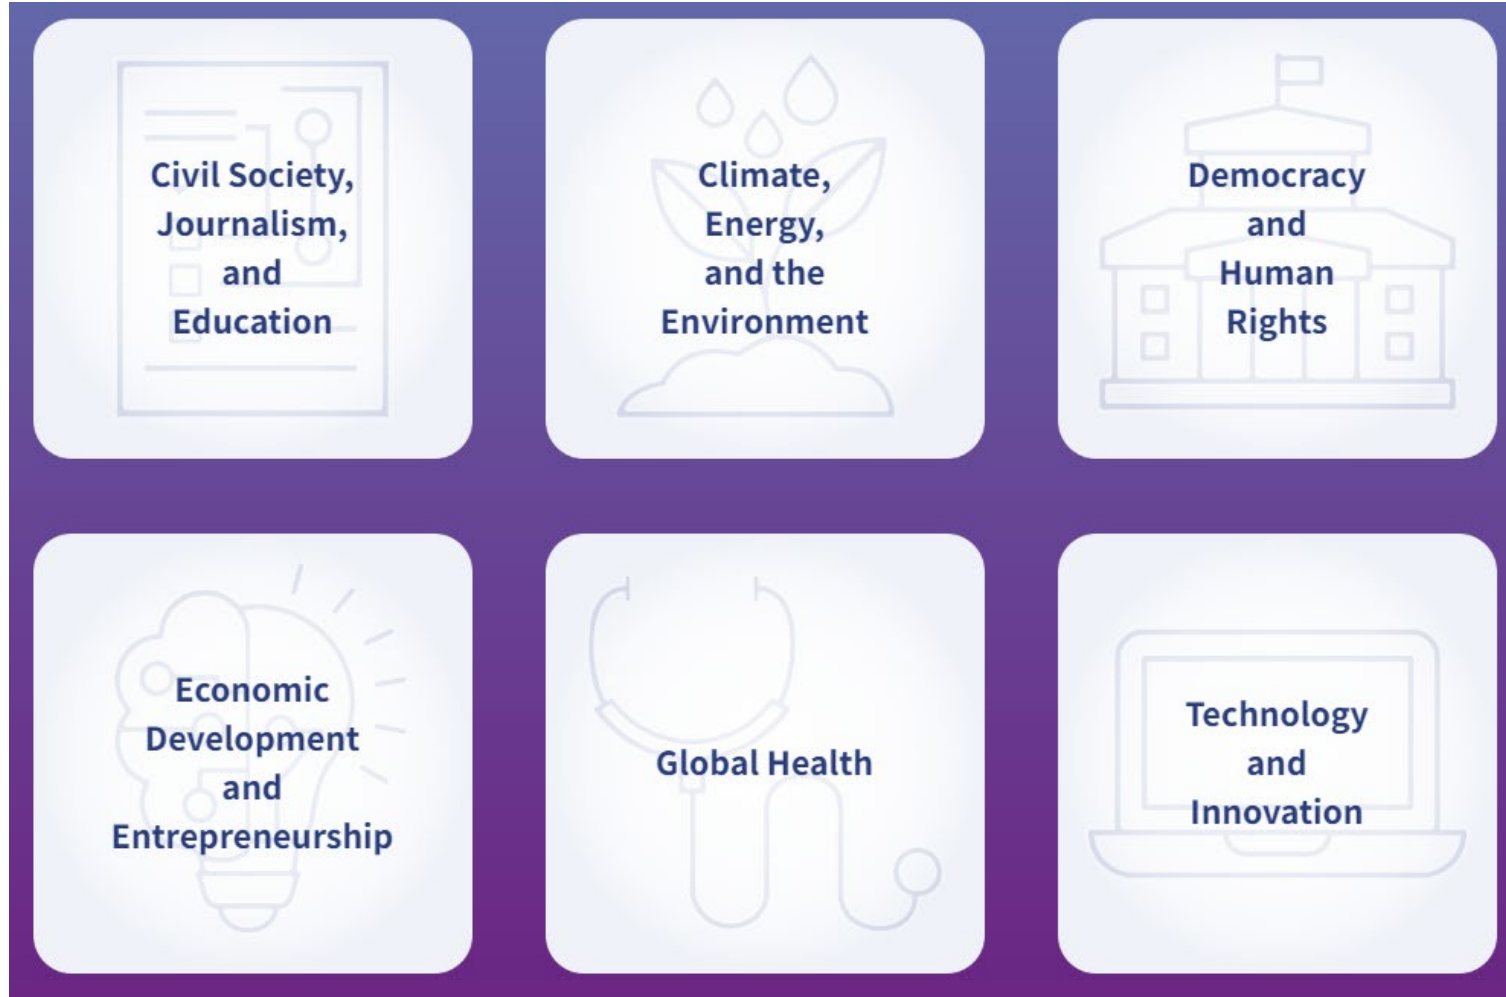 Civil Society,
Journalism,
and
Education
Climate,
Energy,
and the
Environment
Democracy
and
Human
Rights
Economic
Development
and
Entrepreneurship
Global Health
Technology
and
Innovation